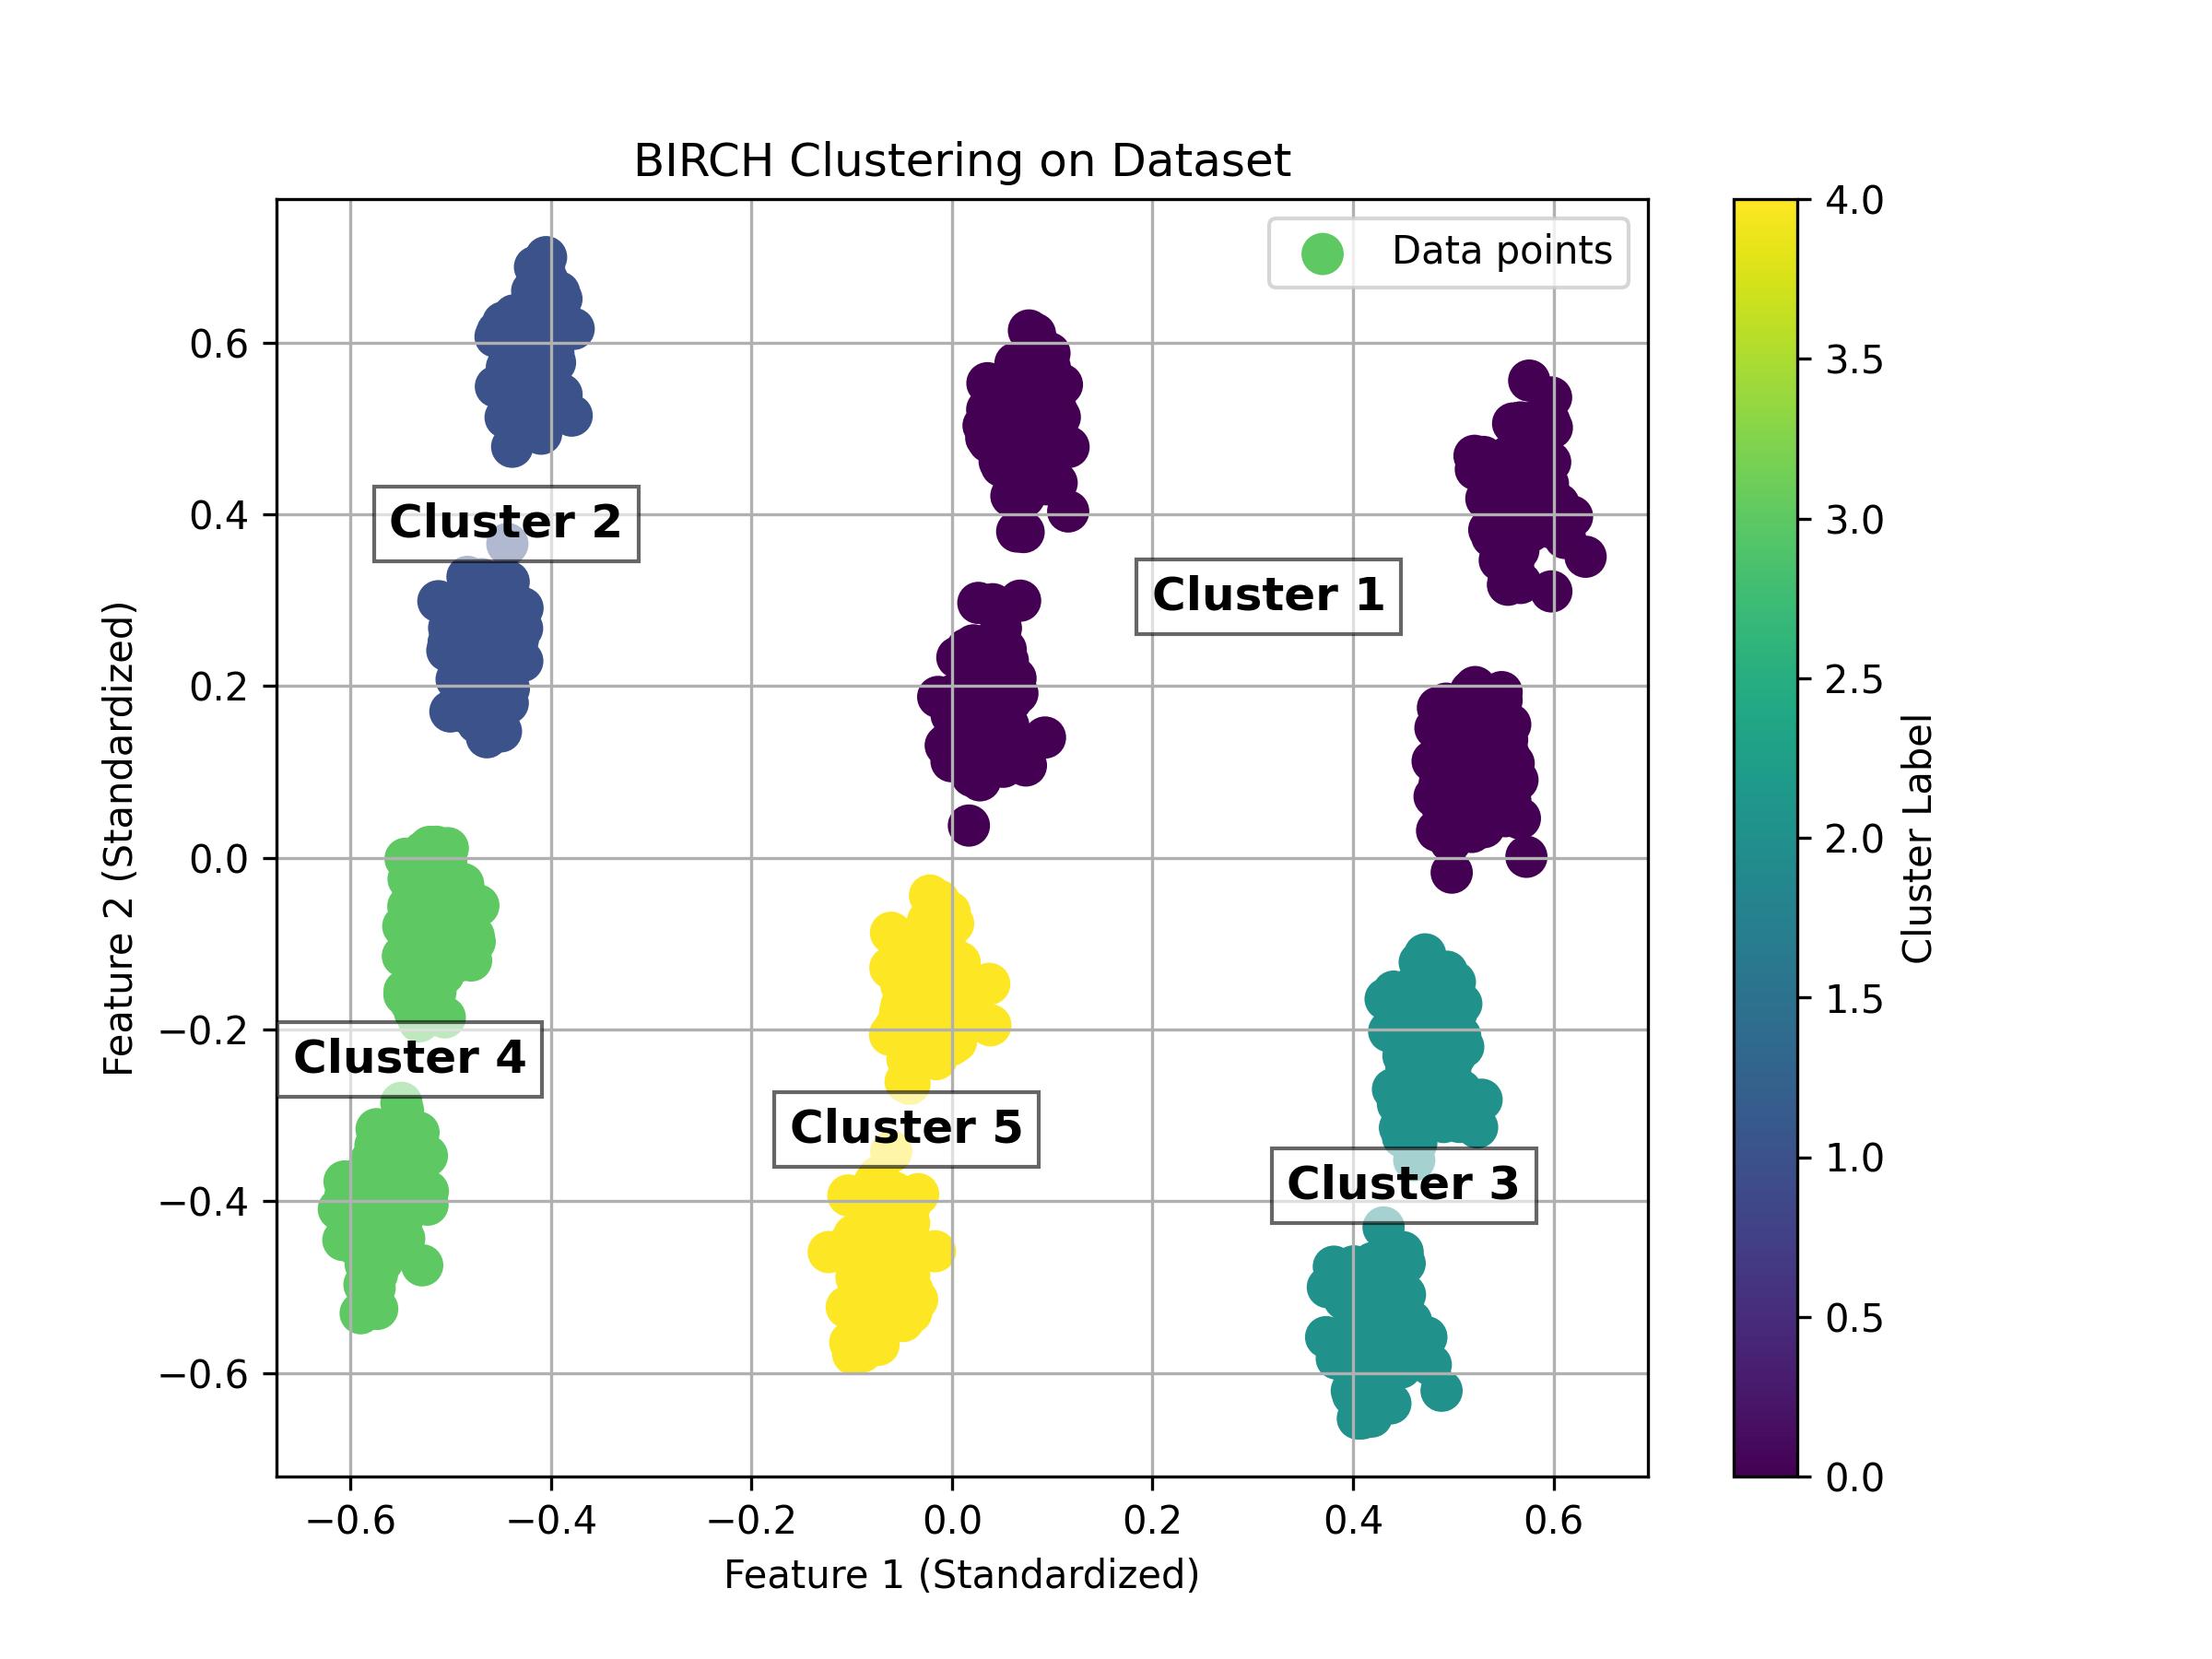 BIRCH Clustering on Dataset
Data points
Cluster 2
Cluster 1
Cluster 4
Cluster 5
Cluster 3
0.6
0.4
0.2
0.0
−0.2
−0.4
−0.6
Feature 2 (Standardized)
−0.6 −0.4 −0.2 0.0 0.2 0.4 0.6
Feature 1 (Standardized)
4.0
3.5
3.0
2.5
2.0
1.5
1.0
0.5
0.0
Cluster Label